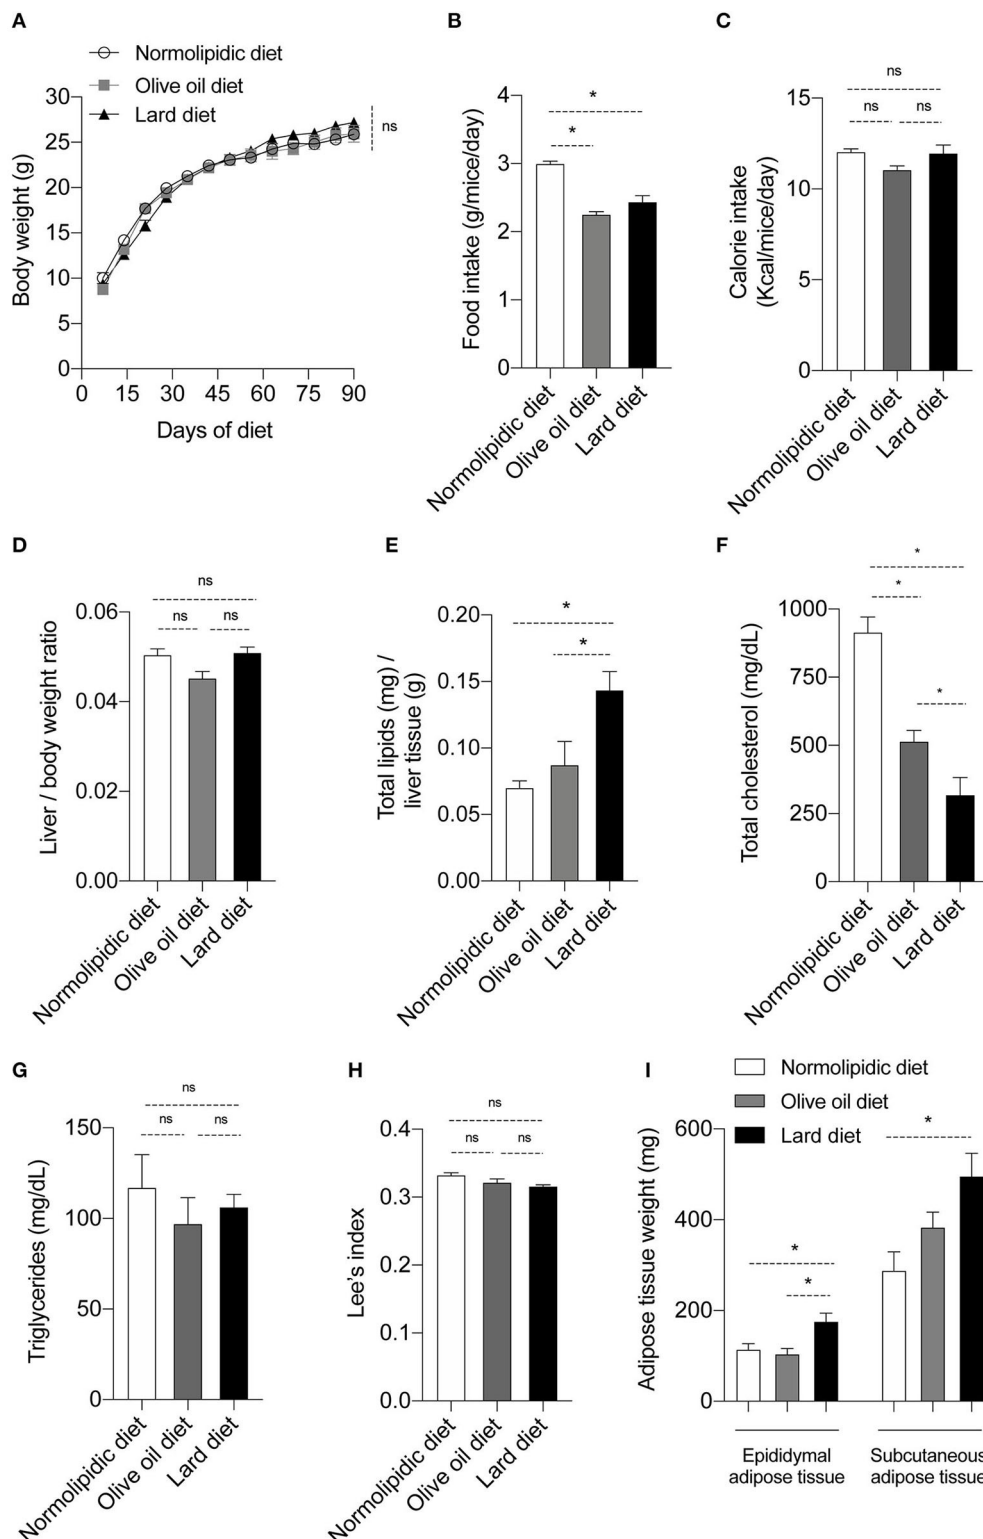 A
Normolipidic diet
Olive oil diet
Lard diet
30
25
20
15
10
5
0
Body weight (g)
ns
0 15 30 45 60 75 90
Days of diet
B
*
*
4
3
2
1
0
Food intake (g/mice/day)
Normolipidic diet
Olive oil diet
Lard diet
C
ns
ns ns
15
10
5
0
Calorie intake
(Kcal/mice/day)
Normolipidic diet
Olive oil diet
Lard diet
D
ns
ns ns
0.06
0.04
0.02
0.00
Liver / body weight ratio
Normolipidic diet
Olive oil diet
Lard diet
E
*
*
0.20
0.15
0.10
0.05
0.00
Total lipids (mg) /
liver tissue (g)
Normolipidic diet
Olive oil diet
Lard diet
F
*
*
*
1000
750
500
250
0
Total cholesterol (mg/dL)
Normolipidic diet
Olive oil diet
Lard diet
G
ns
ns ns
150
100
50
0
Triglycerides (mg/dL)
Normolipidic diet
Olive oil diet
Lard diet
H
ns
ns ns
0.4
0.3
0.2
0.1
0.0
Lee's index
Normolipidic diet
Olive oil diet
Lard diet
I
Normolipidic diet
Olive oil diet
Lard diet
*
*
*
600
400
200
0
Adipose tissue weight (mg)
Epididymal
adipose tissue
Subcutaneous
adipose tissue